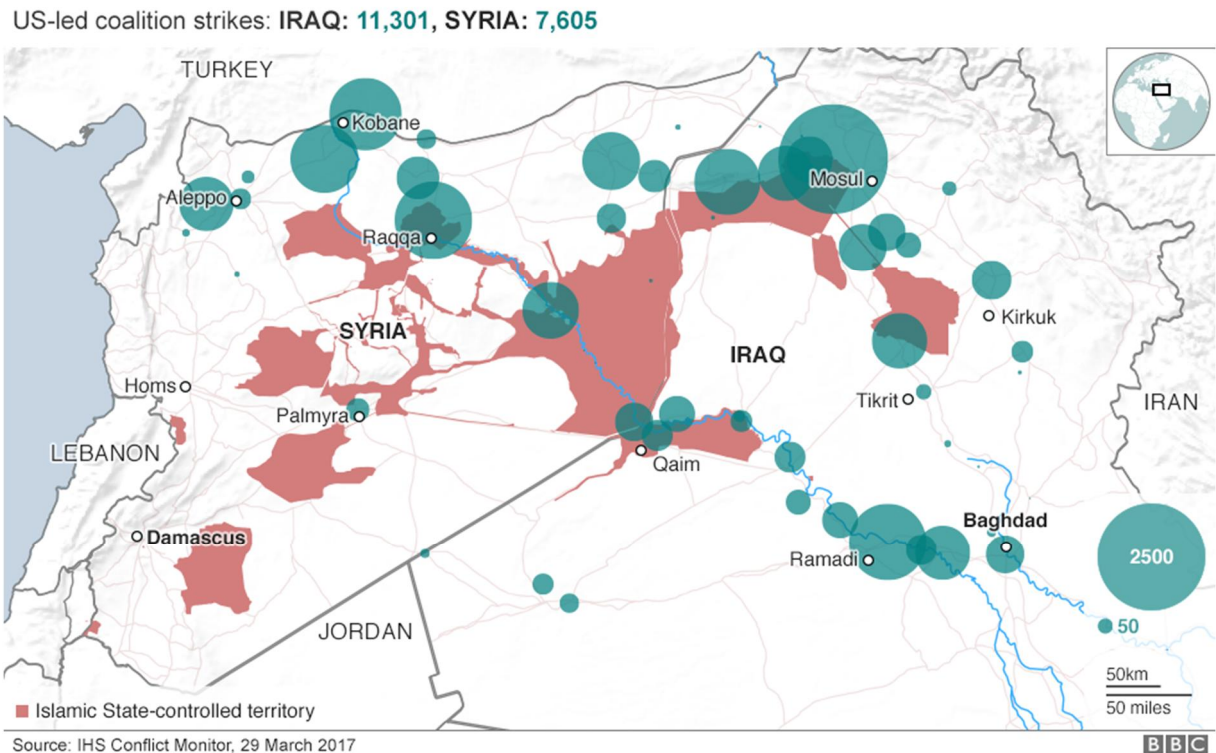 US-led coalition strikes: IRAQ: 11,301, SYRIA: 7,605
TURKEY
Kobane
Aleppo
Mosul
Raqqa
SYRIA
IRAQ
Kirkuk
Homs
Palmyra
Tikrit
IRAN
LEBANON
Qaim
Damascus
Baghdad
Ramadi
2500
50
JORDAN
50km
50 miles
Islamic State-controlled territory
Source: IHS Conflict Monitor, 29 March 2017
BBC